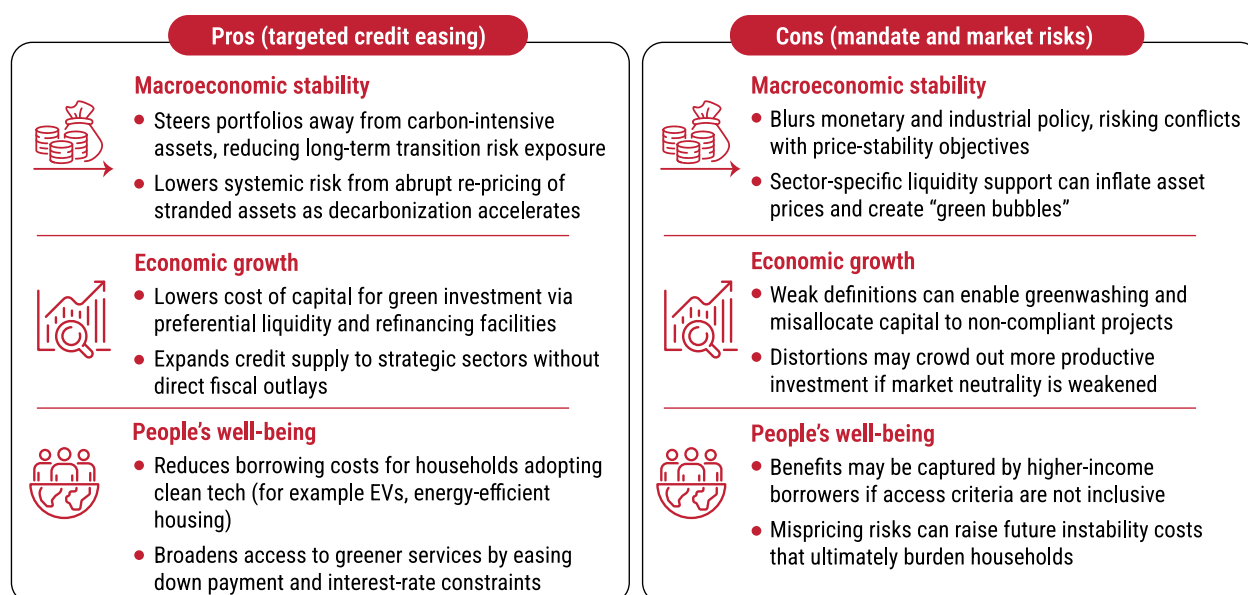 Pros (targeted credit easing)
Macroeconomic stability
• Steers portfolios away from carbon-intensive
assets, reducing long-term transition risk exposure
• Lowers systemic risk from abrupt re-pricing of
stranded assets as decarbonization accelerates
Economic growth
• Lowers cost of capital for green investment via
preferential liquidity and refinancing facilities
• Expands credit supply to strategic sectors without
direct fiscal outlays
People's well-being
• Reduces borrowing costs for households adopting
clean tech (for example EVs, energy-efficient
housing)
• Broadens access to greener services by easing
down payment and interest-rate constraints
Cons (mandate and market risks)
Macroeconomic stability
• Blurs monetary and industrial policy, risking conflicts
with price-stability objectives
• Sector-specific liquidity support can inflate asset
prices and create “green bubbles”
Economic growth
• Weak definitions can enable greenwashing and
misallocate capital to non-compliant projects
• Distortions may crowd out more productive
investment if market neutrality is weakened
People's well-being
• Benefits may be captured by higher-income
borrowers if access criteria are not inclusive
• Mispricing risks can raise future instability costs
that ultimately burden households